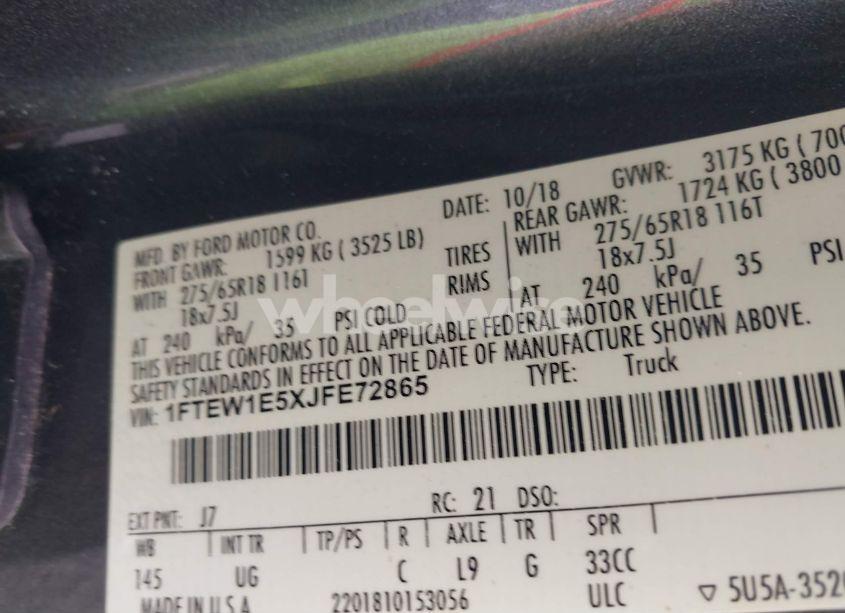 MFD. BY FORD MOTOR CO.
DATE: 10/18 GVWR: 3175 KG ( 700
FRONT GAWR: 1599 KG ( 3525 LB)
REAR GAWR: 1724 KG ( 3800
WITH 275/65R18 116T TIRES
WITH 275/65R18 116T
18x7.5J RIMS
18x7.5J
AT 240 kPa/ 35 PSI COLD
AT 240 kPa/ 35 PSI
THIS VEHICLE CONFORMS TO ALL APPLICABLE FEDERAL MOTOR VEHICLE
SAFETY STANDARDS IN EFFECT ON THE DATE OF MANUFACTURE SHOWN ABOVE.
VIN: 1FTEW1E5XJFE72865 TYPE: Truck
EXT PNT: J7 RC: 21 DSO:
WB INT TR TP/PS R AXLE TR SPR
145 UG C L9 G 33CC
MADE IN U.S.A 2201810153056 ULC ▽ 5U5A-3520
wheelwire